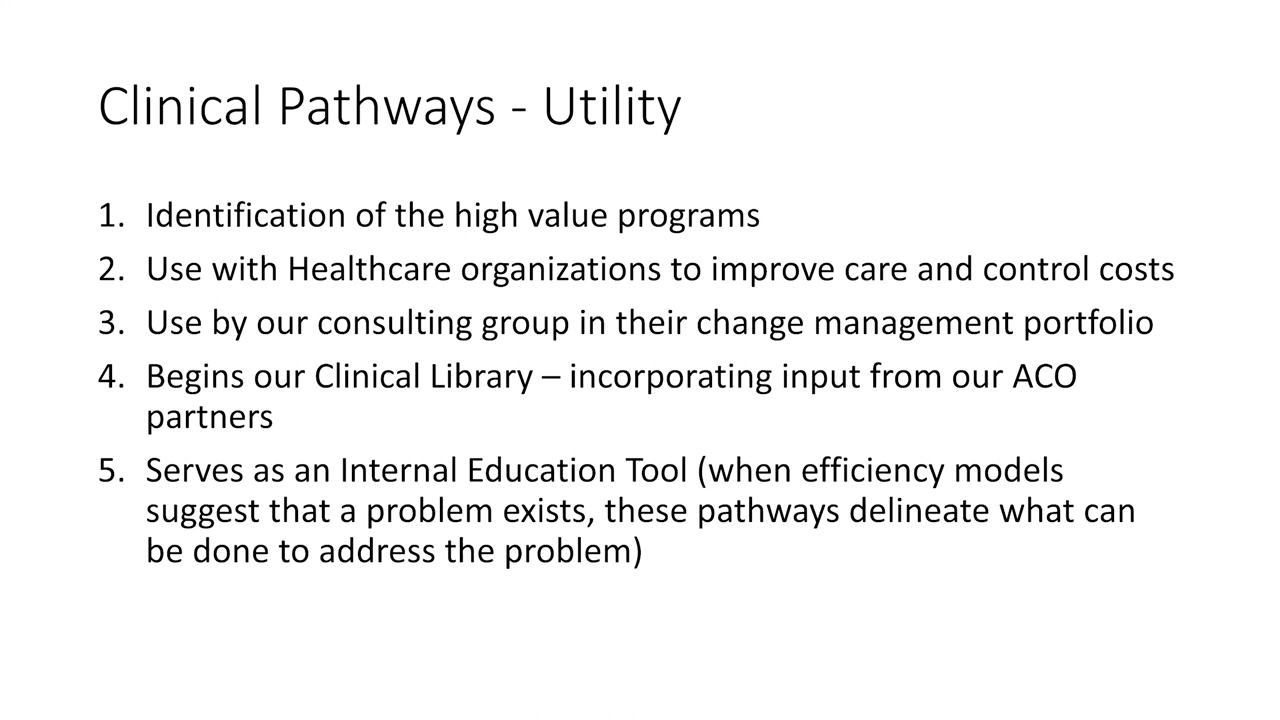 Clinical Pathways - Utility
1. Identification of the high value programs
2. Use with Healthcare organizations to improve care and control costs
3. Use by our consulting group in their change management portfolio
4. Begins our Clinical Library – incorporating input from our ACO
partners
5. Serves as an Internal Education Tool (when efficiency models
suggest that a problem exists, these pathways delineate what can
be done to address the problem)